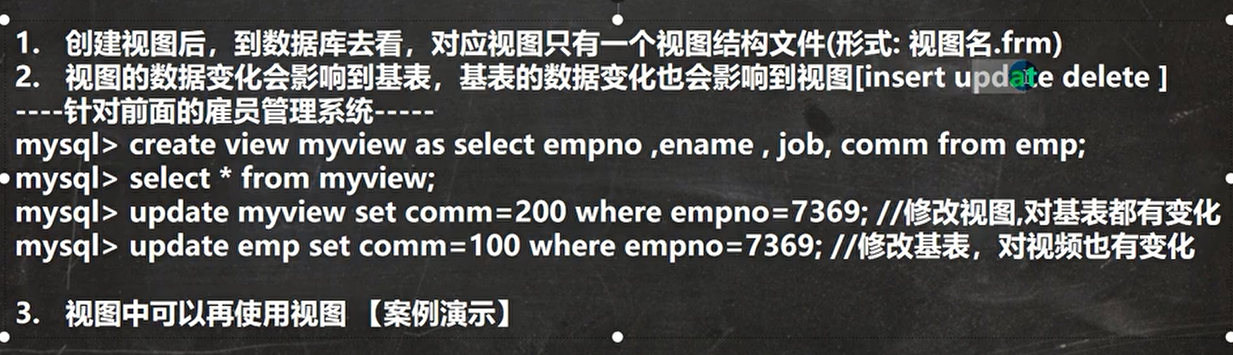 1. 创建视图后，到数据库去看，对应视图只有一个视图结构文件(形式: 视图名.frm)
2. 视图的数据变化会影响到基表，基表的数据变化也会影响到视图[insert update delete ]
----针对前面的雇员管理系统-----
mysql> create view myview as select empno ,ename , job, comm from emp;
mysql> select * from myview;
mysql> update myview set comm=200 where empno=7369; //修改视图,对基表都有变化
mysql> update emp set comm=100 where empno=7369; //修改基表，对视频也有变化
3. 视图中可以再使用视图 【案例演示】